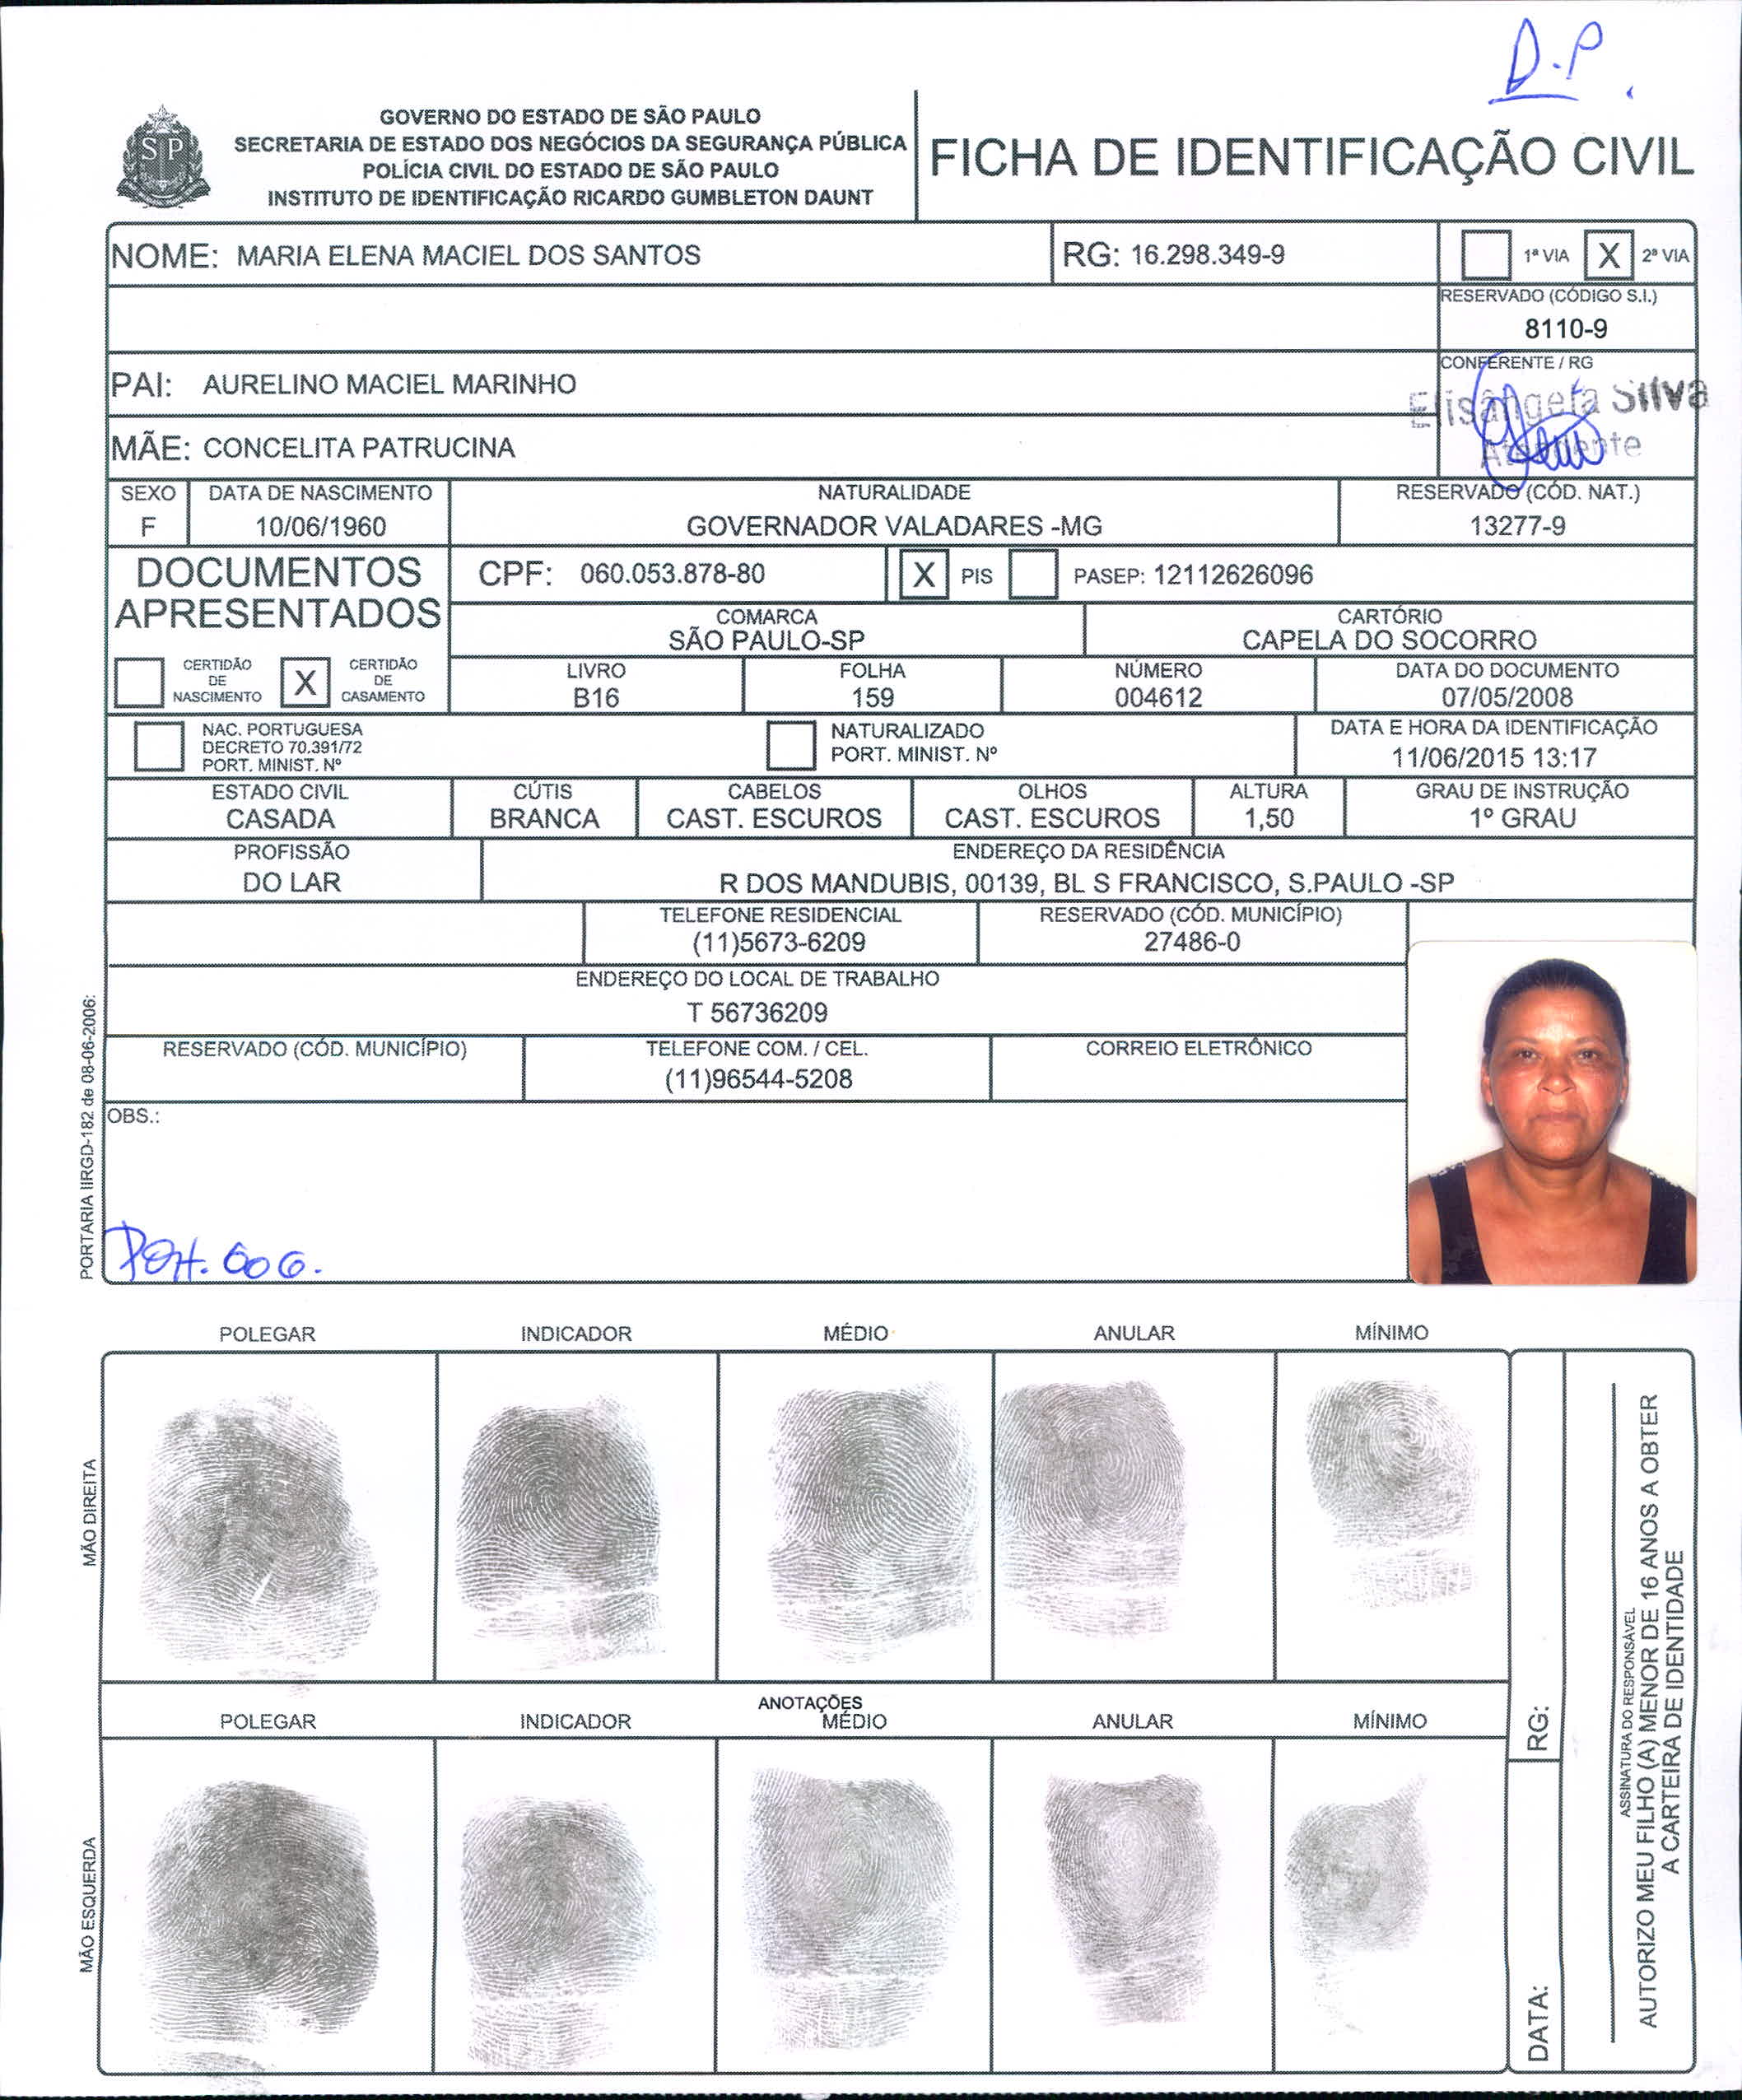 D.P.
GOVERNO DO ESTADO DE SÃO PAULO
SECRETARIA DE ESTADO DOS NEGÓCIOS DA SEGURANÇA PÚBLICA
POLÍCIA CIVIL DO ESTADO DE SÃO PAULO
INSTITUTO DE IDENTIFICAÇÃO RICARDO GUMBLETON DAUNT
SP
FICHA DE IDENTIFICAÇÃO CIVIL
NOME: MARIA ELENA MACIEL DOS SANTOS
RG: 16.298.349-9
1ª VIA X 2ª VIA
RESERVADO (CÓDIGO S.I.)
8110-9
PAI: AURELINO MACIEL MARINHO
CONFERENTE / RG
Elisângela Silva
Atendente
MÃE: CONCELITA PATRUCINA
SEXO
F
DATA DE NASCIMENTO
10/06/1960
NATURALIDADE
GOVERNADOR VALADARES -MG
RESERVADO (CÓD. NAT.)
13277-9
DOCUMENTOS
APRESENTADOS
CPF: 060.053.878-80
X PIS PASEP: 12112626096
COMARCA
SÃO PAULO-SP
CARTÓRIO
CAPELA DO SOCORRO
CERTIDÃO
DE
NASCIMENTO
X
CERTIDÃO
DE
CASAMENTO
LIVRO
B16
FOLHA
159
NÚMERO
004612
DATA DO DOCUMENTO
07/05/2008
NAC. PORTUGUESA
DECRETO 70.391/72
PORT. MINIST. Nº
NATURALIZADO
PORT. MINIST. Nº
DATA E HORA DA IDENTIFICAÇÃO
11/06/2015 13:17
ESTADO CIVIL
CASADA
CÚTIS
BRANCA
CABELOS
CAST. ESCUROS
OLHOS
CAST. ESCUROS
ALTURA
1,50
GRAU DE INSTRUÇÃO
1º GRAU
PROFISSÃO
DO LAR
ENDEREÇO DA RESIDÊNCIA
R DOS MANDUBIS, 00139, BL S FRANCISCO, S.PAULO -SP
TELEFONE RESIDENCIAL
(11)5673-6209
RESERVADO (CÓD. MUNICÍPIO)
27486-0
ENDEREÇO DO LOCAL DE TRABALHO
T 56736209
RESERVADO (CÓD. MUNICÍPIO)
TELEFONE COM. / CEL.
(11)96544-5208
CORREIO ELETRÔNICO
OBS.:
PORTARIA IIRGD-182 de 08-06-2006:
POLEGAR INDICADOR MÉDIO ANULAR MÍNIMO
MÃO DIREITA
ANOTAÇÕES
POLEGAR INDICADOR MÉDIO ANULAR MÍNIMO
MÃO ESQUERDA
RG:
DATA:
ASSINATURA DO RESPONSÁVEL
AUTORIZO MEU FILHO (A) MENOR DE 16 ANOS A OBTER
A CARTEIRA DE IDENTIDADE